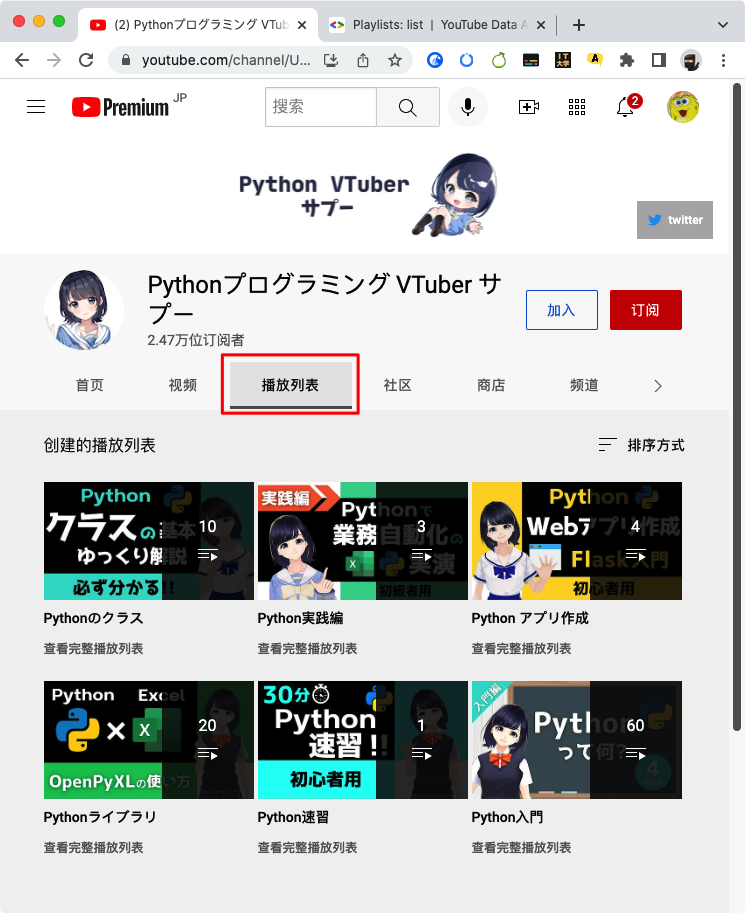 (2) Pythonプログラミング VTub
Playlists: list | YouTube Data A
youtube.com/channel/U...
Premium JP
搜索
2
Python VTuber
サプー
twitter
Pythonプログラミング VTuber サ
プー
2.47万位订阅者
加入
订阅
首页
视频
播放列表
社区
商店
频道
创建的播放列表
排序方式
Python
クラスの基本
ゆっくり解説
必ず分かる!!
10
Pythonのクラス
查看完整播放列表
実践編
Pythonで
業務自動化の
実演
初級者用
3
Python実践編
查看完整播放列表
Python
Webアプリ作成
Flask入門
初心者用
4
Python アプリ作成
查看完整播放列表
Python Excel
×
X
OpenPyXLの使い方
20
Pythonライブラリ
查看完整播放列表
30分
Python
速習!!
初心者用
1
Python速習
查看完整播放列表
入門編
Python
って何?
4
min
60
Python入門
查看完整播放列表